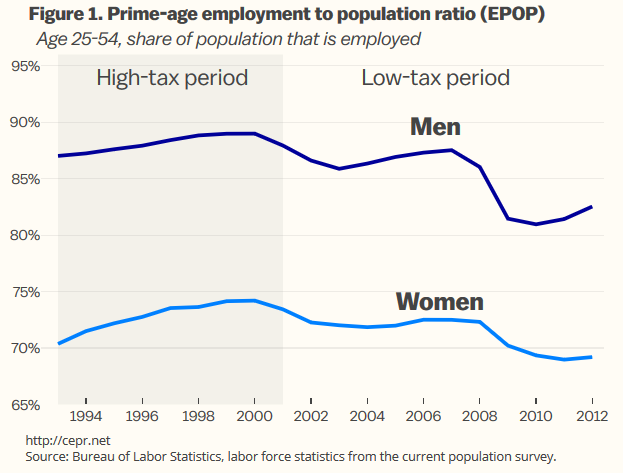 Figure 1. Prime-age employment to population ratio (EPOP)
Age 25-54, share of population that is employed
95%
High-tax period
Low-tax period
90%
Men
85%
80%
75%
Women
70%
65%
1994 1996 1998 2000 2002 2004 2006 2008 2010 2012
http://cepr.net
Source: Bureau of Labor Statistics, labor force statistics from the current population survey.